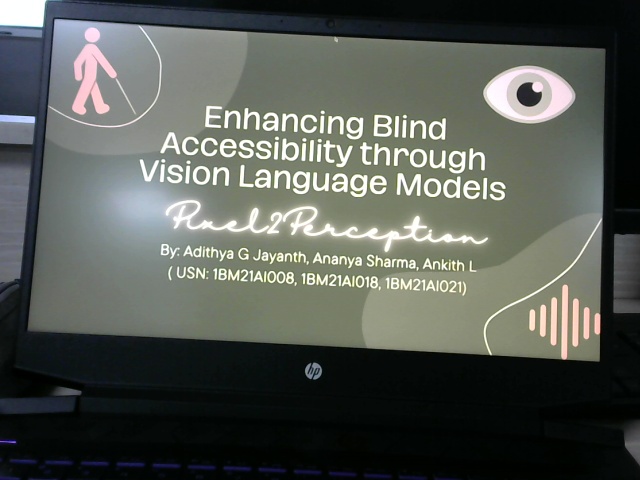 Enhancing Blind
Accessibility through
Vision Language Models
Pixel2Perception
By: Adithya G Jayanth, Ananya Sharma, Ankith L
( USN: 1BM21AI008, 1BM21AI018, 1BM21AI021)
hp